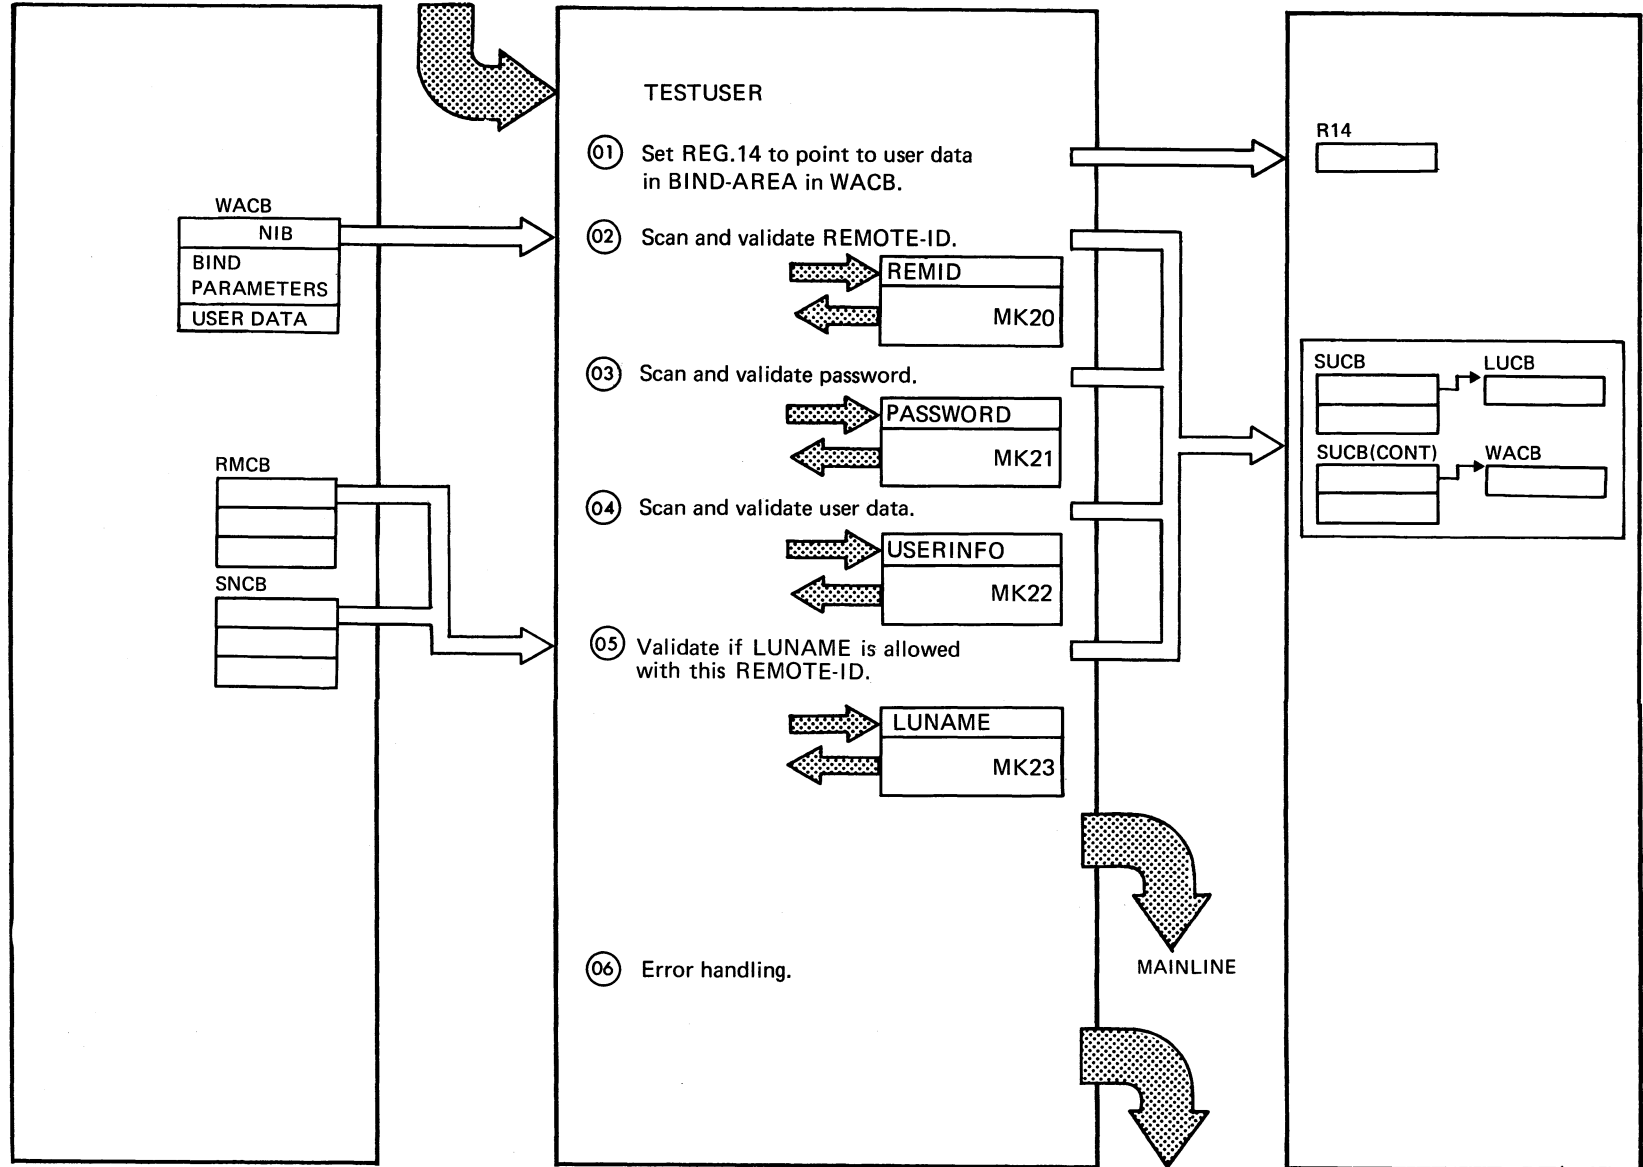 WACB
NIB
BIND
PARAMETERS
USER DATA
RMCB
SNCB
TESTUSER
01 Set REG.14 to point to user data
in BIND-AREA in WACB.
02 Scan and validate REMOTE-ID.
REMID
MK20
03 Scan and validate password.
PASSWORD
MK21
04 Scan and validate user data.
USERINFO
MK22
05 Validate if LUNAME is allowed
with this REMOTE-ID.
LUNAME
MK23
06 Error handling.
MAINLINE
R14
SUCB LUCB
SUCB(CONT) WACB